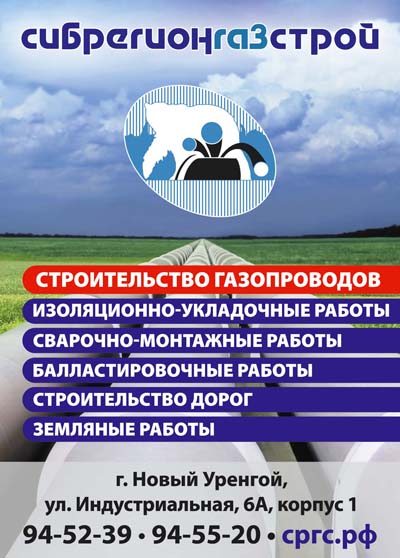 сибрегионгазстрой
СТРОИТЕЛЬСТВО ГАЗОПРОВОДОВ
ИЗОЛЯЦИОННО-УКЛАДОЧНЫЕ РАБОТЫ
СВАРОЧНО-МОНТАЖНЫЕ РАБОТЫ
БАЛЛАСТИРОВОЧНЫЕ РАБОТЫ
СТРОИТЕЛЬСТВО ДОРОГ
ЗЕМЛЯНЫЕ РАБОТЫ
г. Новый Уренгой,
ул. Индустриальная, 6А, корпус 1
94-52-39 • 94-55-20 • сргс.рф